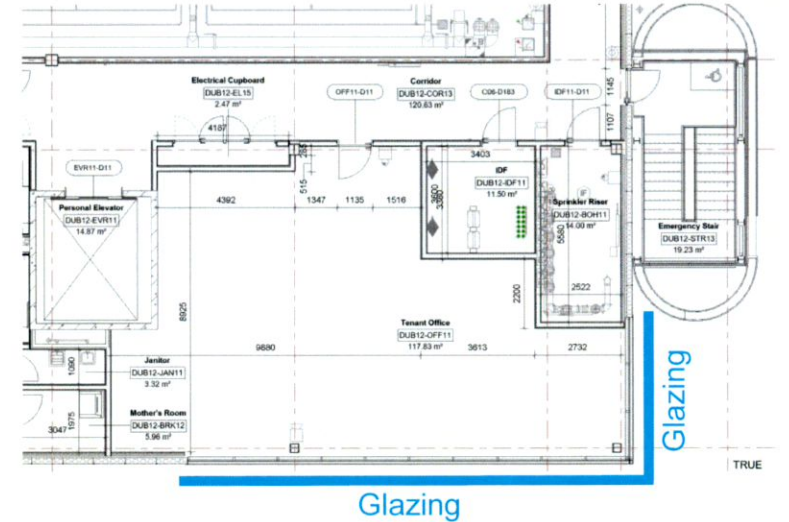 Electrical Cupboard
DUB12-EL15
2.47 m²
4187
OFF11-D11
Corridor
DUB12-COR13
120.63 m²
C06-D183
IDF11-D11
1145
1107
EVR11-D11
Personal Elevator
DUB12-EVR11
14.87 m²
515
4392
1347
1135
1516
3403
IDF
DUB12-IDF11
11.50 m²
3600
3380
IF
Sprinkler Riser
DUB12-BOH11
14.00 m²
5580
2522
Emergency Stair
DUB12-STR13
19.23 m²
8925
2200
Tenant Office
DUB12-OFF11
117.83 m²
9880
3613
2732
1090
Janitor
DUB12-JAN11
3.32 m²
Mother's Room
DUB12-BRK12
5.96 m²
3047
1975
Glazing
TRUE
Glazing